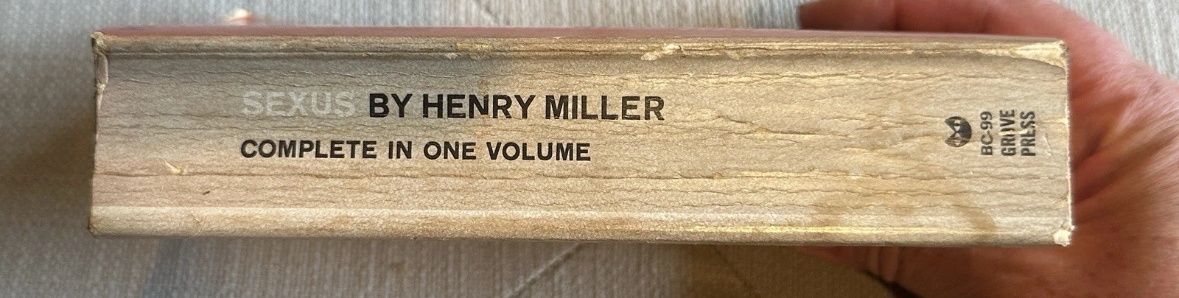 SEXUS BY HENRY MILLER
COMPLETE IN ONE VOLUME
BC-99
GROVE
PRESS